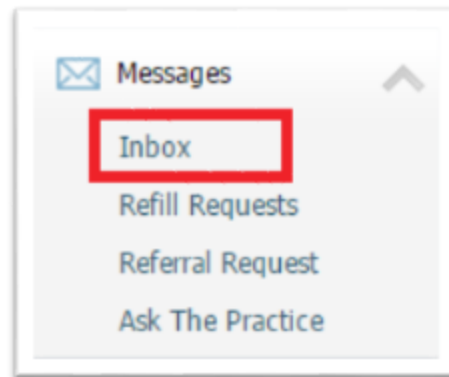 Messages
Inbox
Refill Requests
Referral Request
Ask The Practice